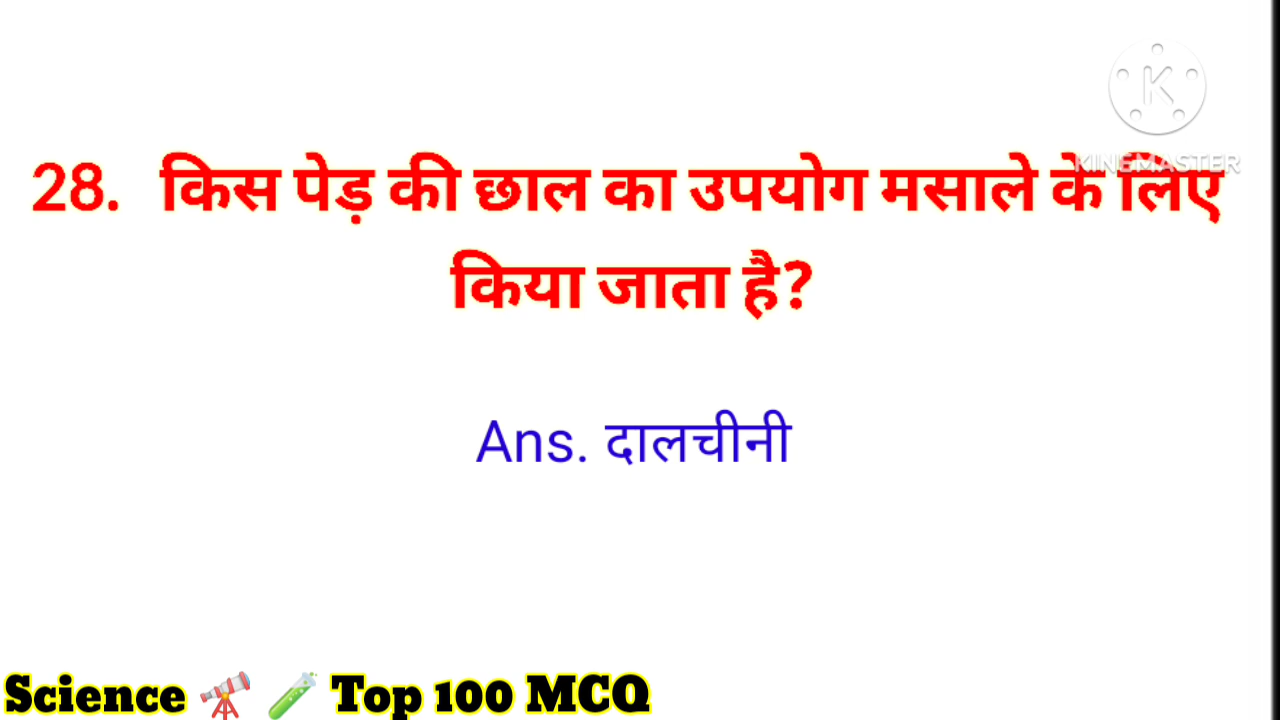 KINEMASTER
28. किस पेड़ की छाल का उपयोग मसाले के लिए
किया जाता है?
Ans. दालचीनी
Science 🔭 🧪 Top 100 MCQ